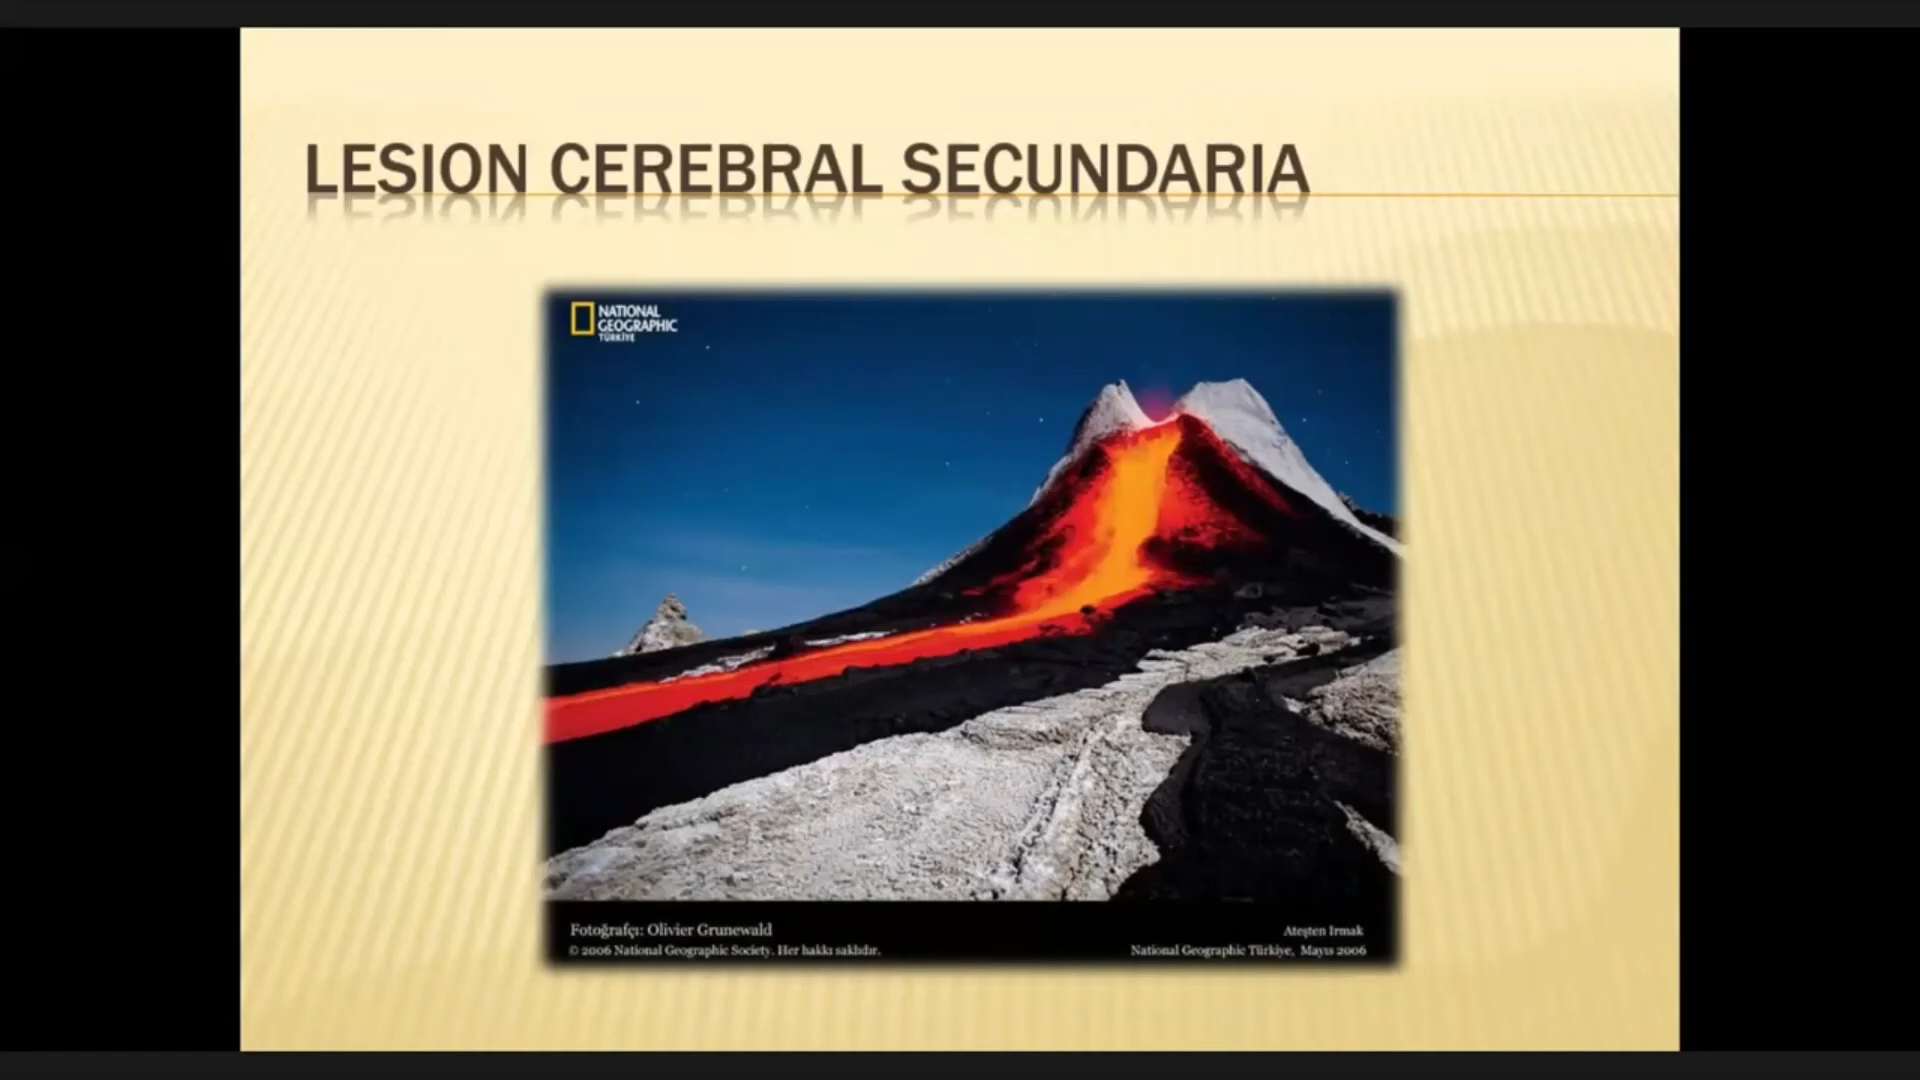 LESION CEREBRAL SECUNDARIA
NATIONAL
GEOGRAPHIC
TÜRKİYE
Fotoğrafçı: Olivier Grunewald
Ateşten Irmak
© 2006 National Geographic Society. Her hakkı saklıdır.
National Geographic Türkiye, Mayıs 2006